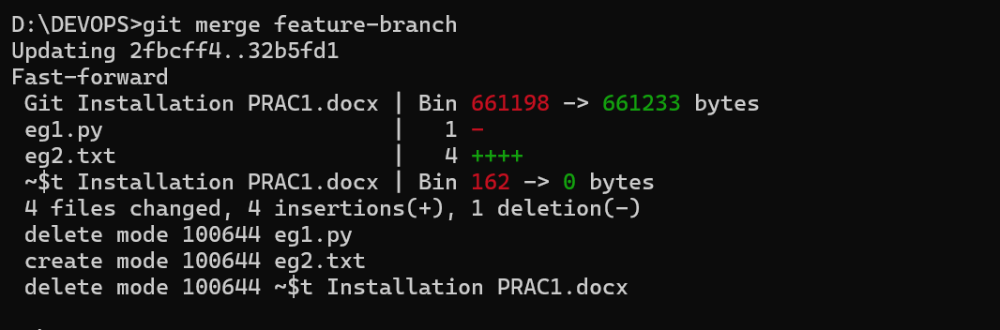 D:\DEVOPS>git merge feature-branch
Updating 2fbcff4..32b5fd1
Fast-forward
 Git Installation PRAC1.docx | Bin 661198 -> 661233 bytes
 eg1.py                      |   1 -
 eg2.txt                     |   4 ++++
 ~$t Installation PRAC1.docx | Bin 162 -> 0 bytes
 4 files changed, 4 insertions(+), 1 deletion(-)
 delete mode 100644 eg1.py
 create mode 100644 eg2.txt
 delete mode 100644 ~$t Installation PRAC1.docx